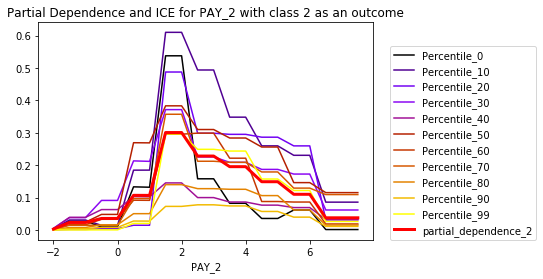 Partial Dependence and ICE for PAY_2 with class 2 as an outcome
0.6
0.5
0.4
0.3
0.2
0.1
0.0
−2
0
2
4
6
PAY_2
Percentile_0
Percentile_10
Percentile_20
Percentile_30
Percentile_40
Percentile_50
Percentile_60
Percentile_70
Percentile_80
Percentile_90
Percentile_99
partial_dependence_2